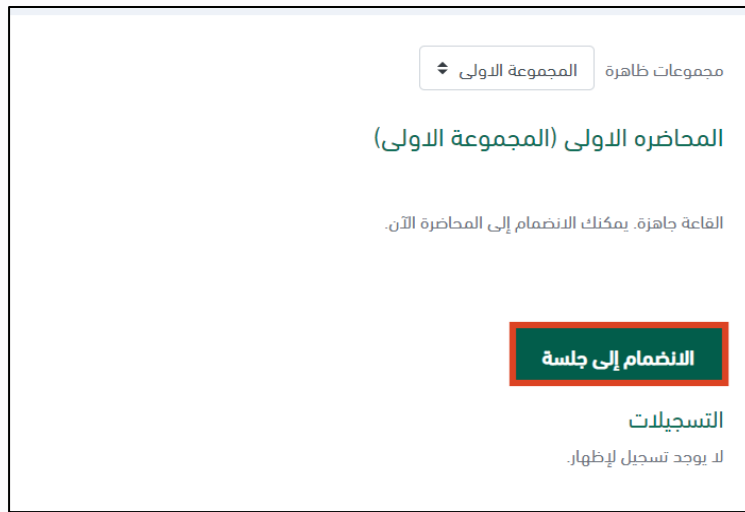 مجموعات ظاهرة المجموعة الاولى
المحاضره الاولى (المجموعة الاولى)
القاعة جاهزة. يمكنك الانضمام إلى المحاضرة الآن.
الانضمام إلى جلسة
التسجيلات
لا يوجد تسجيل لإظهار.